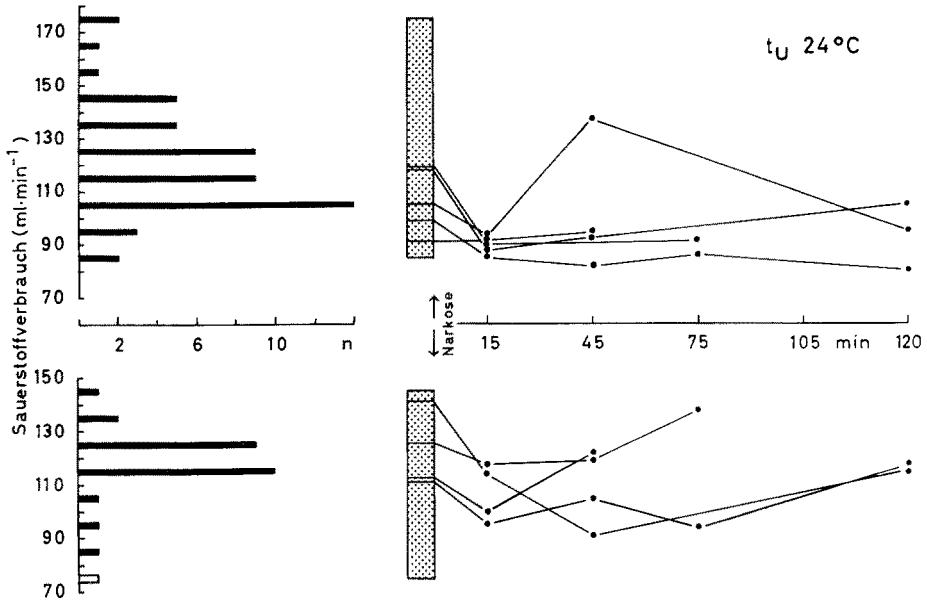 Sauerstoffverbrauch (ml·min⁻¹)
170
150
130
110
90
70
2 6 10 n
t_U 24°C
← Narkose →
15 45 75 105 min 120
150
130
110
90
70